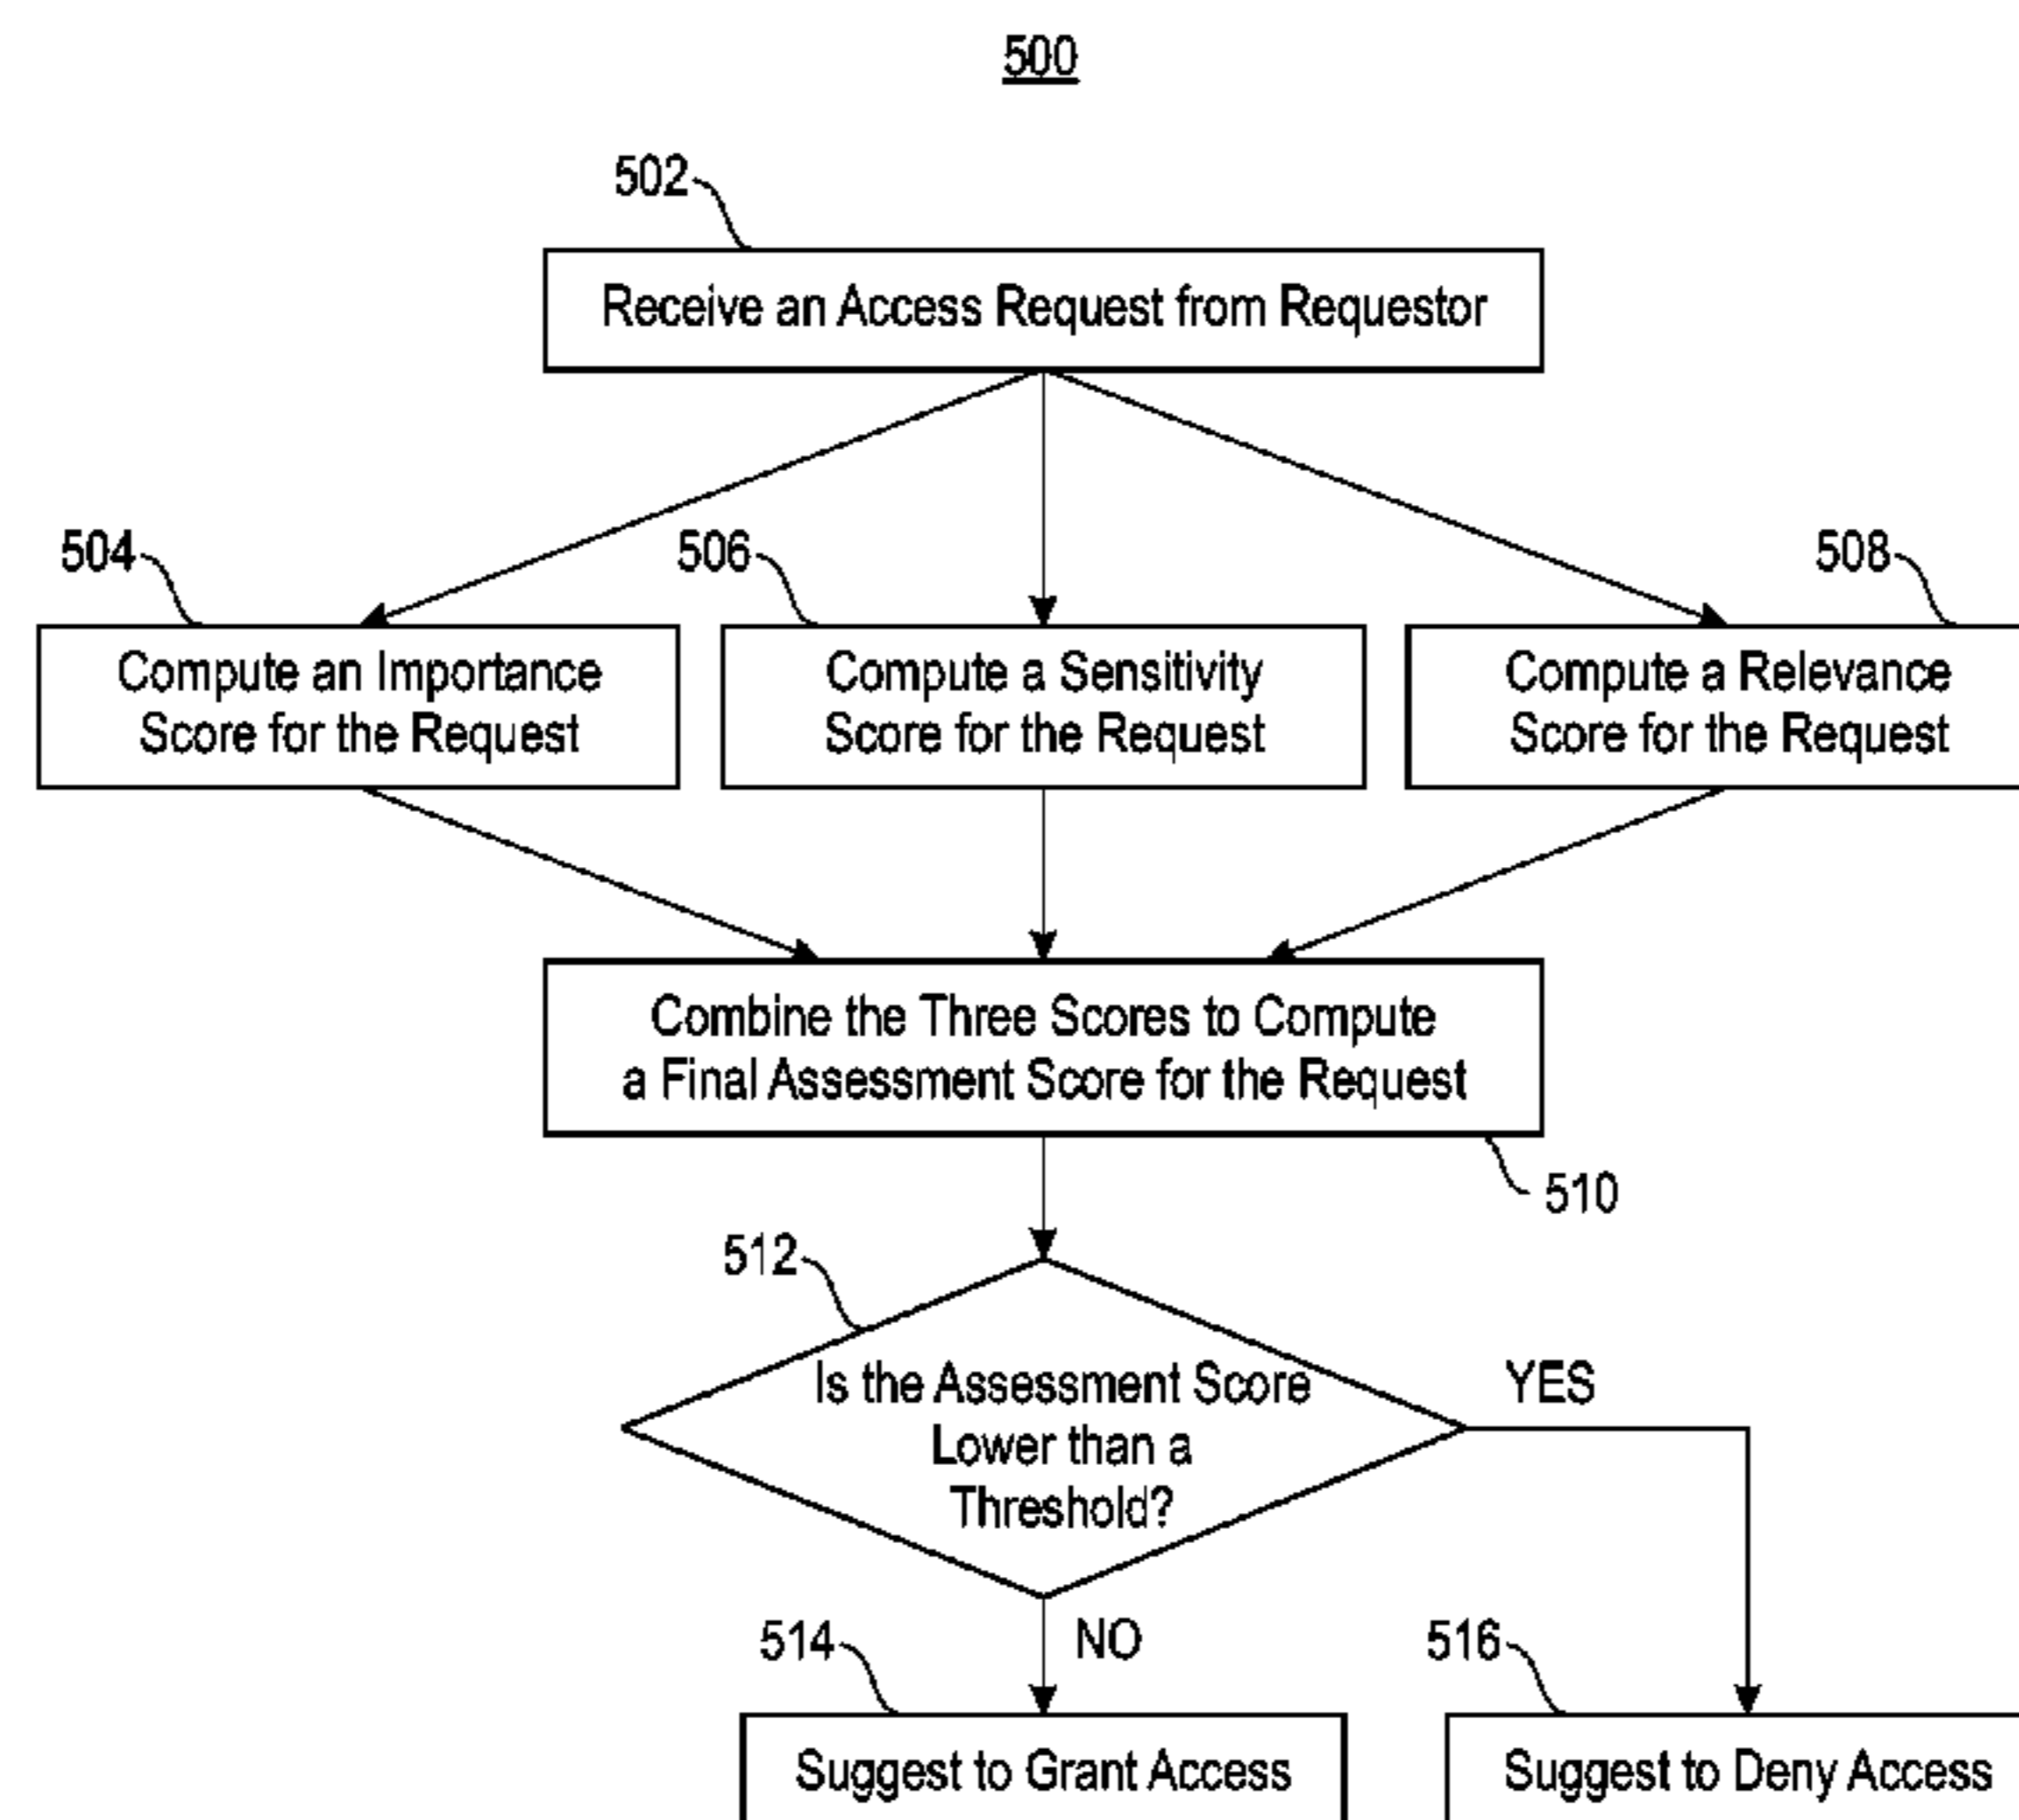 500
502
Receive an Access Request from Requestor
504
506
508
Compute an Importance
Score for the Request
Compute a Sensitivity
Score for the Request
Compute a Relevance
Score for the Request
Combine the Three Scores to Compute
a Final Assessment Score for the Request
510
512
Is the Assessment Score
Lower than a
Threshold?
YES
NO
514
516
Suggest to Grant Access
Suggest to Deny Access